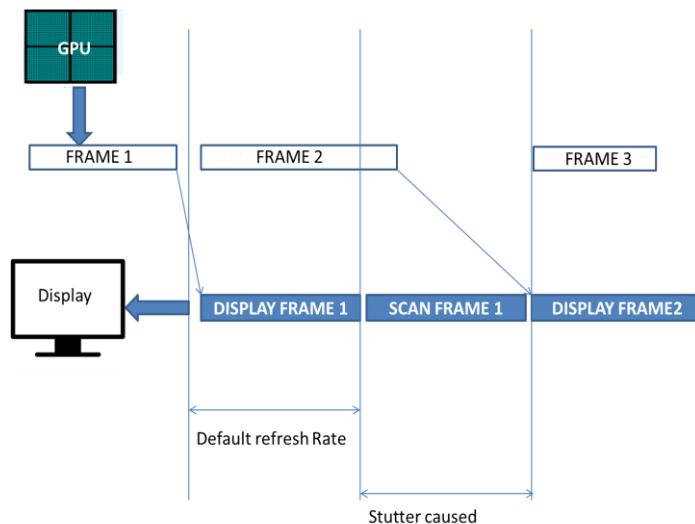 GPU
FRAME 1
FRAME 2
FRAME 3
Display
DISPLAY FRAME 1
SCAN FRAME 1
DISPLAY FRAME2
Default refresh Rate
Stutter caused